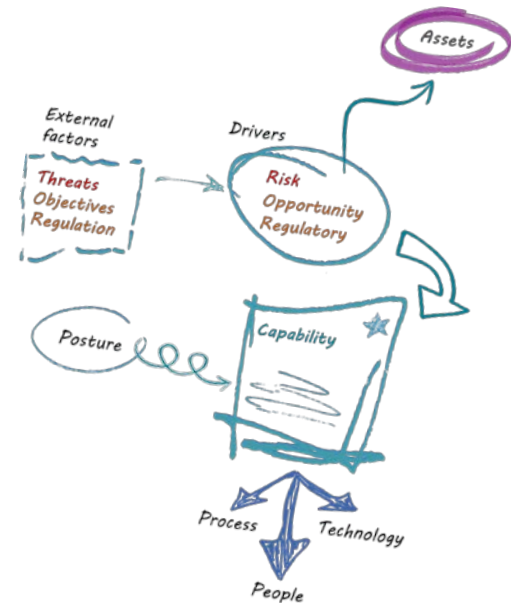 Assets
External
factors
Drivers
Threats
Objectives
Regulation
Risk
Opportunity
Regulatory
Posture
Capability
Process
Technology
People